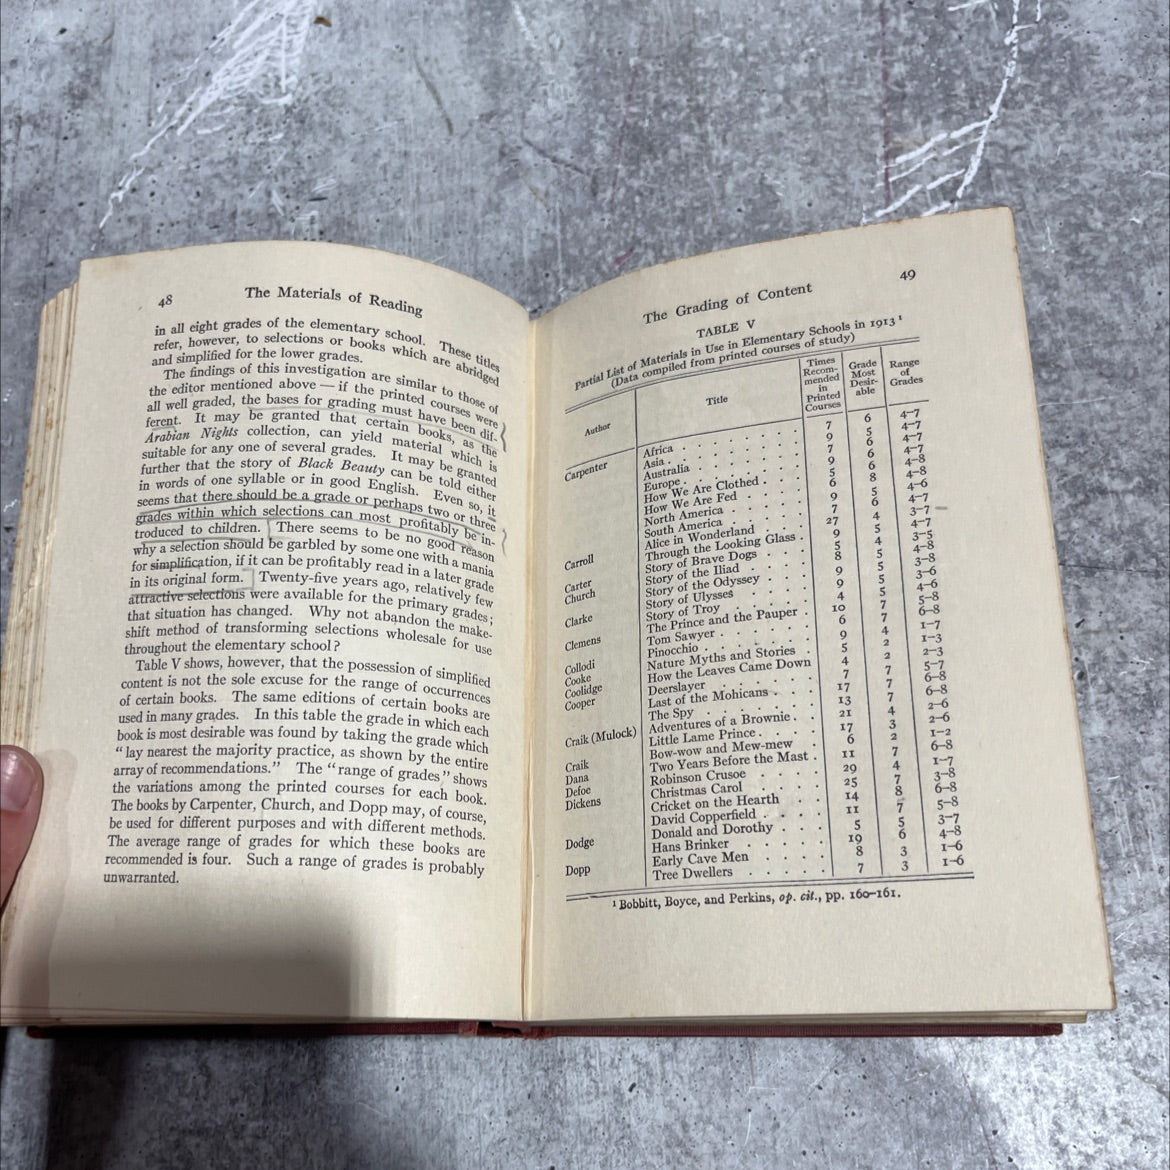 48
The Materials of Reading
in all eight grades of the elementary school. These titles
refer, however, to selections or books which are abridged
and simplified for the lower grades.
The findings of this investigation are similar to those of
the editor mentioned above — if the printed courses were
all well graded, the bases for grading must have been dif-
ferent. It may be granted that certain books, as the
Arabian Nights collection, can yield material which is
suitable for any one of several grades. It may be granted
further that the story of Black Beauty can be told either
in words of one syllable or in good English. Even so, it
seems that there should be a grade or perhaps two or three
grades within which selections can most profitably be in-
troduced to children. There seems to be no good reason
why a selection should be garbled by some one with a mania
for simplification, if it can be profitably read in a later grade
in its original form. Twenty-five years ago, relatively few
attractive selections were available for the primary grades;
that situation has changed. Why not abandon the make-
shift method of transforming selections wholesale for use
throughout the elementary school?
Table V shows, however, that the possession of simplified
content is not the sole excuse for the range of occurrences
of certain books. The same editions of certain books are
used in many grades. In this table the grade in which each
book is most desirable was found by taking the grade which
“ lay nearest the majority practice, as shown by the entire
array of recommendations.” The “ range of grades ” shows
the variations among the printed courses for each book.
The books by Carpenter, Church, and Dopp may, of course,
be used for different purposes and with different methods.
The average range of grades for which these books are
recommended is four. Such a range of grades is probably
unwarranted.
The Grading of Content
49
TABLE V
Partial List of Materials in Use in Elementary Schools in 1913 1
(Data compiled from printed courses of study)
Author Title Times Recom-mended in Printed Courses Grade Most Desir-able Range of Grades
Carpenter Africa 7 6 4–7
Asia 9 5 4–7
Australia 7 6 4–7
Europe 9 6 4–7
How We Are Clothed 5 6 4–8
How We Are Fed 6 8 4–8
North America 9 5 4–6
South America 7 6 4–7
Carroll Alice in Wonderland 27 4 3–7
Through the Looking Glass 9 5 4–7
Carter Story of Brave Dogs 5 4 3–5
Church Story of the Iliad 8 5 4–8
Story of the Odyssey 9 5 3–8
Story of Ulysses 9 5 3–6
Clarke Story of Troy 4 5 4–6
Clemens The Prince and the Pauper 10 7 5–8
Tom Sawyer 6 7 6–8
Collodi Pinocchio 9 4 1–7
Cooke Nature Myths and Stories 5 2 1–3
Coolidge How the Leaves Came Down 4 2 2–3
Cooper Deerslayer 7 7 5–7
Last of the Mohicans 17 7 6–8
The Spy 13 7 6–8
Craik (Mulock) Adventures of a Brownie 21 4 2–6
Little Lame Prince 17 3 2–6
Craik Bow-wow and Mew-mew 6 2 1–2
Dana Two Years Before the Mast 11 7 6–8
Defoe Robinson Crusoe 29 4 1–7
Dickens Christmas Carol 25 7 3–8
Cricket on the Hearth 14 8 6–8
David Copperfield 11 7 5–8
Dodge Donald and Dorothy 5 5 3–7
Hans Brinker 19 6 4–8
Dopp Early Cave Men 8 3 1–6
Tree Dwellers 7 3 1–6
1 Bobbitt, Boyce, and Perkins, op. cit., pp. 160–161.